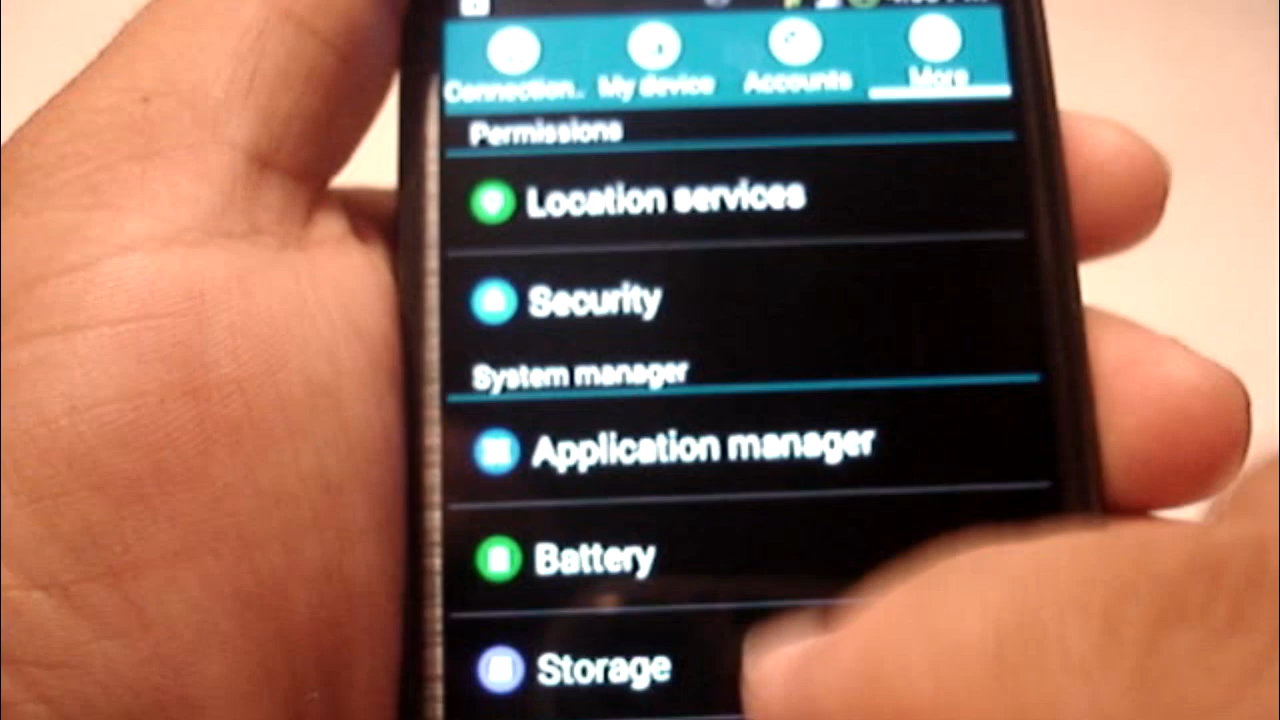 Connection.. My device Accounts More
Permissions
Location services
Security
System manager
Application manager
Battery
Storage